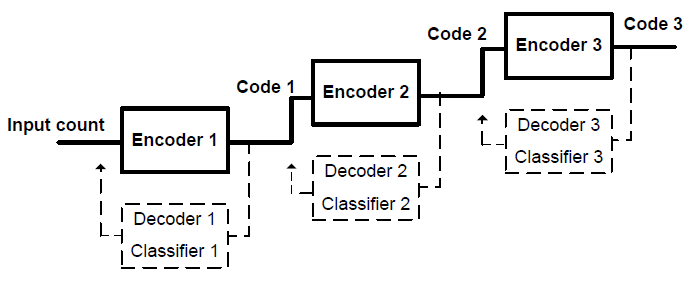 Input count
Encoder 1
Decoder 1
Classifier 1
Code 1
Encoder 2
Decoder 2
Classifier 2
Code 2
Encoder 3
Decoder 3
Classifier 3
Code 3